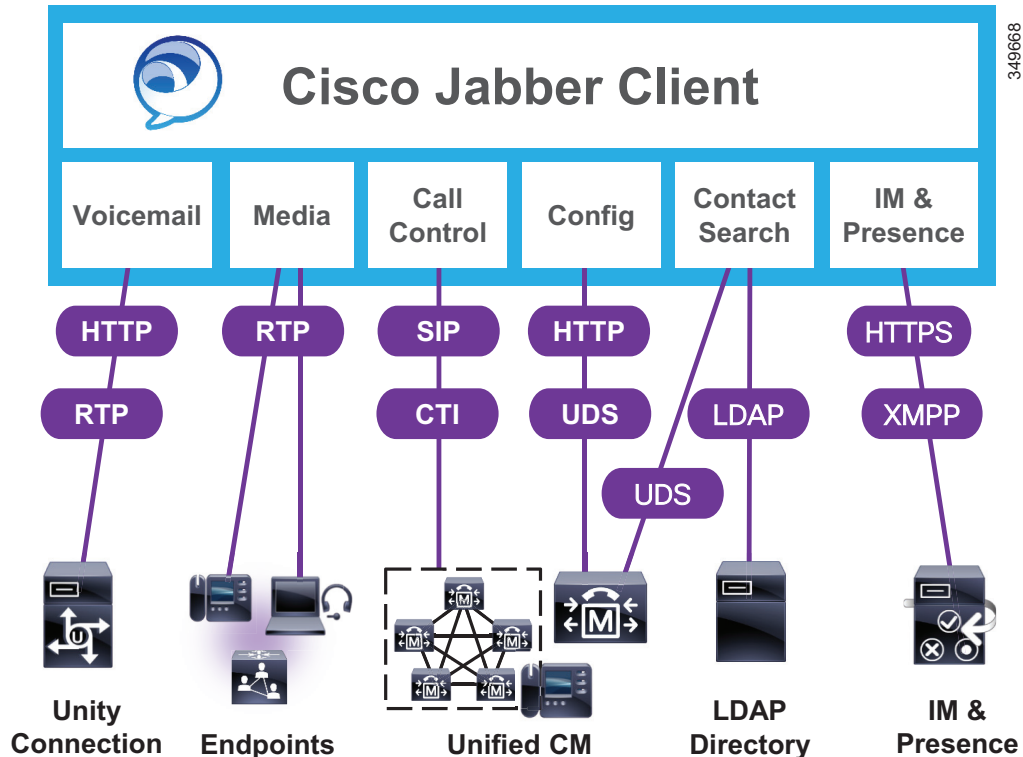 349668
Cisco Jabber Client
Voicemail
Media
Call
Control
Config
Contact
Search
IM &
Presence
HTTP
RTP
SIP
HTTP
HTTPS
RTP
CTI
UDS
LDAP
XMPP
UDS
U
M
M
M
M
M
M
Unity
Connection
Endpoints
Unified CM
LDAP
Directory
IM &
Presence